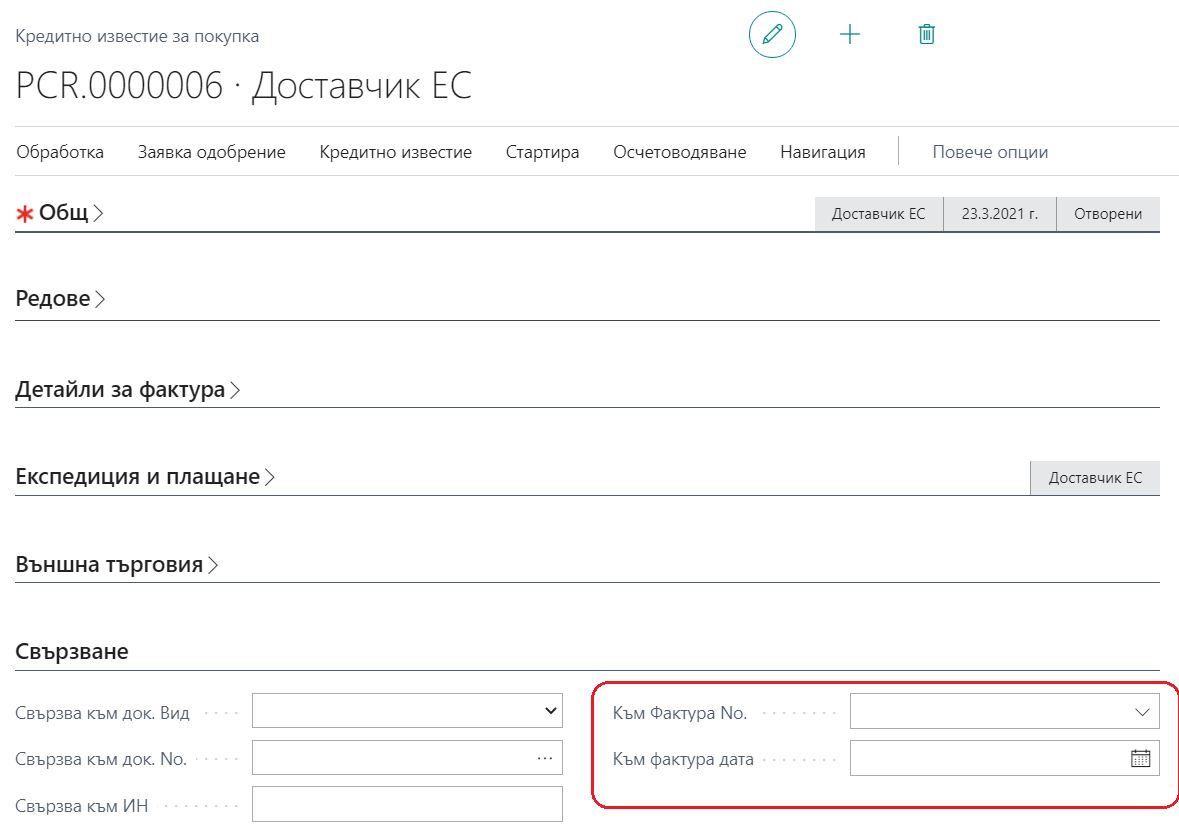 Кредитно известие за покупка
PCR.0000006 · Доставчик ЕС
Обработка Заявка одобрение Кредитно известие Стартира Осчетоводяване Навигация Повече опции
* Общ Доставчик ЕС 23.3.2021 г. Отворени
Редове
Детайли за фактура
Експедиция и плащане Доставчик ЕС
Външна търговия
Свързване
Свързва към док. Вид Към Фактура No.
Свързва към док. No. ... Към фактура дата
Свързва към ИН